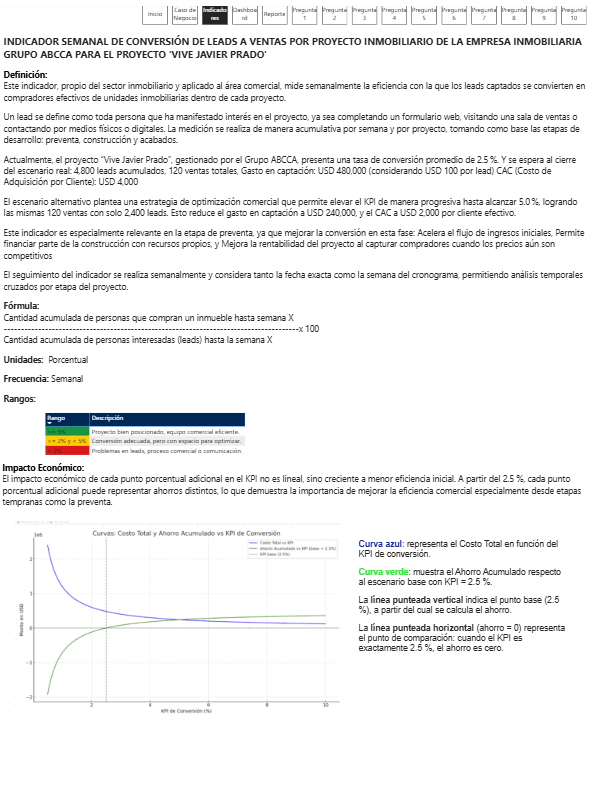 Inicio
Caso de Negocio
Indicadores
Dashboard
Reporte
Pregunta 1
Pregunta 2
Pregunta 3
Pregunta 4
Pregunta 5
Pregunta 6
Pregunta 7
Pregunta 8
Pregunta 9
Pregunta 10
INDICADOR SEMANAL DE CONVERSIÓN DE LEADS A VENTAS POR PROYECTO INMOBILIARIO DE LA EMPRESA INMOBILIARIA
GRUPO ABCCA PARA EL PROYECTO 'VIVE JAVIER PRADO'
Definición:
Este indicador, propio del sector inmobiliario y aplicado al área comercial, mide semanalmente la eficiencia con la que los leads captados se convierten en
compradores efectivos de unidades inmobiliarias dentro de cada proyecto.
Un lead se define como toda persona que ha manifestado interés en el proyecto, ya sea completando un formulario web, visitando una sala de ventas o
contactando por medios físicos o digitales. La medición se realiza de manera acumulativa por semana y por proyecto, tomando como base las etapas de
desarrollo: preventa, construcción y acabados.
Actualmente, el proyecto "Vive Javier Prado", gestionado por el Grupo ABCCA, presenta una tasa de conversión promedio de 2.5 %. Y se espera al cierre
del escenario real: 4,800 leads acumulados, 120 ventas totales, Gasto en captación: USD 480,000 (considerando USD 100 por lead) CAC (Costo de
Adquisición por Cliente): USD 4,000
El escenario alternativo plantea una estrategia de optimización comercial que permite elevar el KPI de manera progresiva hasta alcanzar 5.0 %, logrando
las mismas 120 ventas con solo 2,400 leads. Esto reduce el gasto en captación a USD 240,000, y el CAC a USD 2,000 por cliente efectivo.
Este indicador es especialmente relevante en la etapa de preventa, ya que mejorar la conversión en esta fase: Acelera el flujo de ingresos iniciales, Permite
financiar parte de la construcción con recursos propios, y Mejora la rentabilidad del proyecto al capturar compradores cuando los precios aún son
competitivos
El seguimiento del indicador se realiza semanalmente y considera tanto la fecha exacta como la semana del cronograma, permitiendo análisis temporales
cruzados por etapa del proyecto.
Fórmula:
Cantidad acumulada de personas que compran un inmueble hasta semana X
------------------------------------------------------------------------------------x 100
Cantidad acumulada de personas interesadas (leads) hasta la semana X
Unidades: Porcentual
Frecuencia: Semanal
Rangos:
Rango Descripción
>= 5% Proyecto bien posicionado, equipo comercial eficiente.
>= 2% y < 5% Conversión adecuada, pero con espacio para optimizar.
Problemas en leads, proceso comercial o comunicación.
Impacto Económico:
El impacto económico de cada punto porcentual adicional en el KPI no es lineal, sino creciente a menor eficiencia inicial. A partir del 2.5 %, cada punto
porcentual adicional puede representar ahorros distintos, lo que demuestra la importancia de mejorar la eficiencia comercial especialmente desde etapas
tempranas como la preventa.
Curvas: Costo Total y Ahorro Acumulado vs KPI de Conversión
1e6
Costo Total vs KPI
Ahorro Acumulado vs KPI (base = 2.5%)
KPI base (2.5%)
2
1
0
−1
−2
Monto en USD
2 4 6 8 10
KPI de Conversión (%)
Curva azul: representa el Costo Total en función del
KPI de conversión.
Curva verde: muestra el Ahorro Acumulado respecto
al escenario base con KPI = 2.5 %.
La línea punteada vertical indica el punto base (2.5
%), a partir del cual se calcula el ahorro.
La línea punteada horizontal (ahorro = 0) representa
el punto de comparación: cuando el KPI es
exactamente 2.5 %, el ahorro es cero.